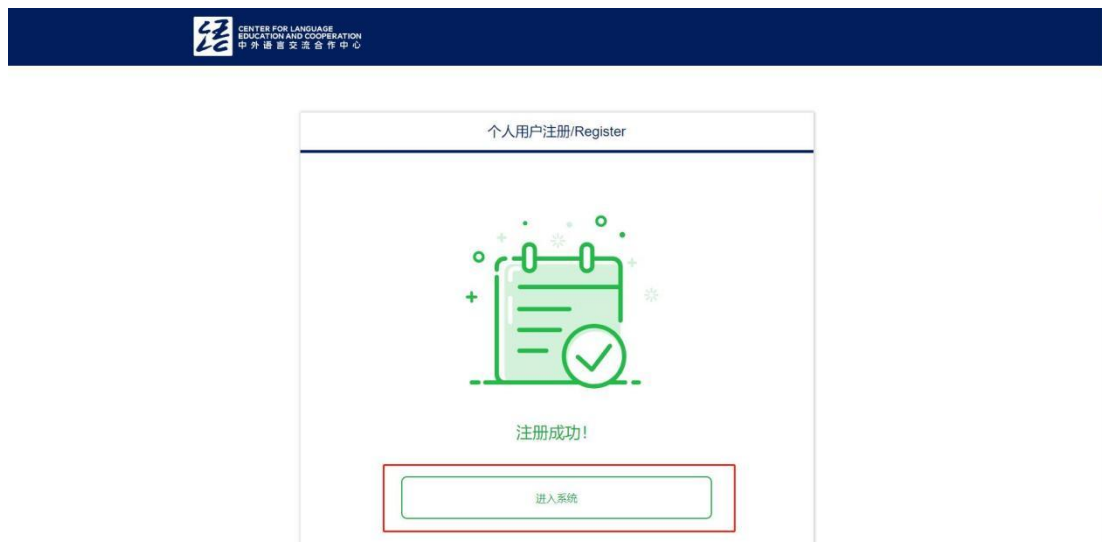 CENTER FOR LANGUAGE
EDUCATION AND COOPERATION
中外语言交流合作中心
个人用户注册/Register
注册成功!
进入系统